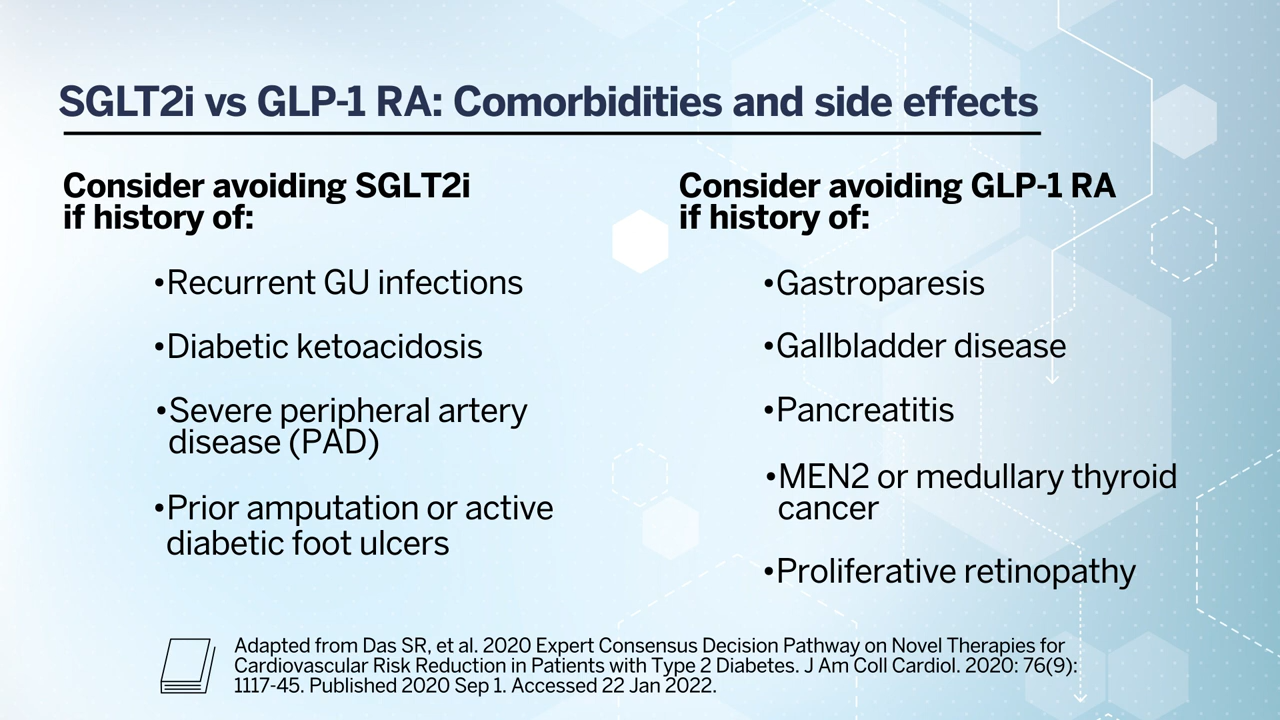 SGLT2i vs GLP-1 RA: Comorbidities and side effects
Consider avoiding SGLT2i
if history of:
•Recurrent GU infections
•Diabetic ketoacidosis
•Severe peripheral artery
disease (PAD)
•Prior amputation or active
diabetic foot ulcers
Consider avoiding GLP-1 RA
if history of:
•Gastroparesis
•Gallbladder disease
•Pancreatitis
•MEN2 or medullary thyroid
cancer
•Proliferative retinopathy
Adapted from Das SR, et al. 2020 Expert Consensus Decision Pathway on Novel Therapies for
Cardiovascular Risk Reduction in Patients with Type 2 Diabetes. J Am Coll Cardiol. 2020: 76(9):
1117-45. Published 2020 Sep 1. Accessed 22 Jan 2022.